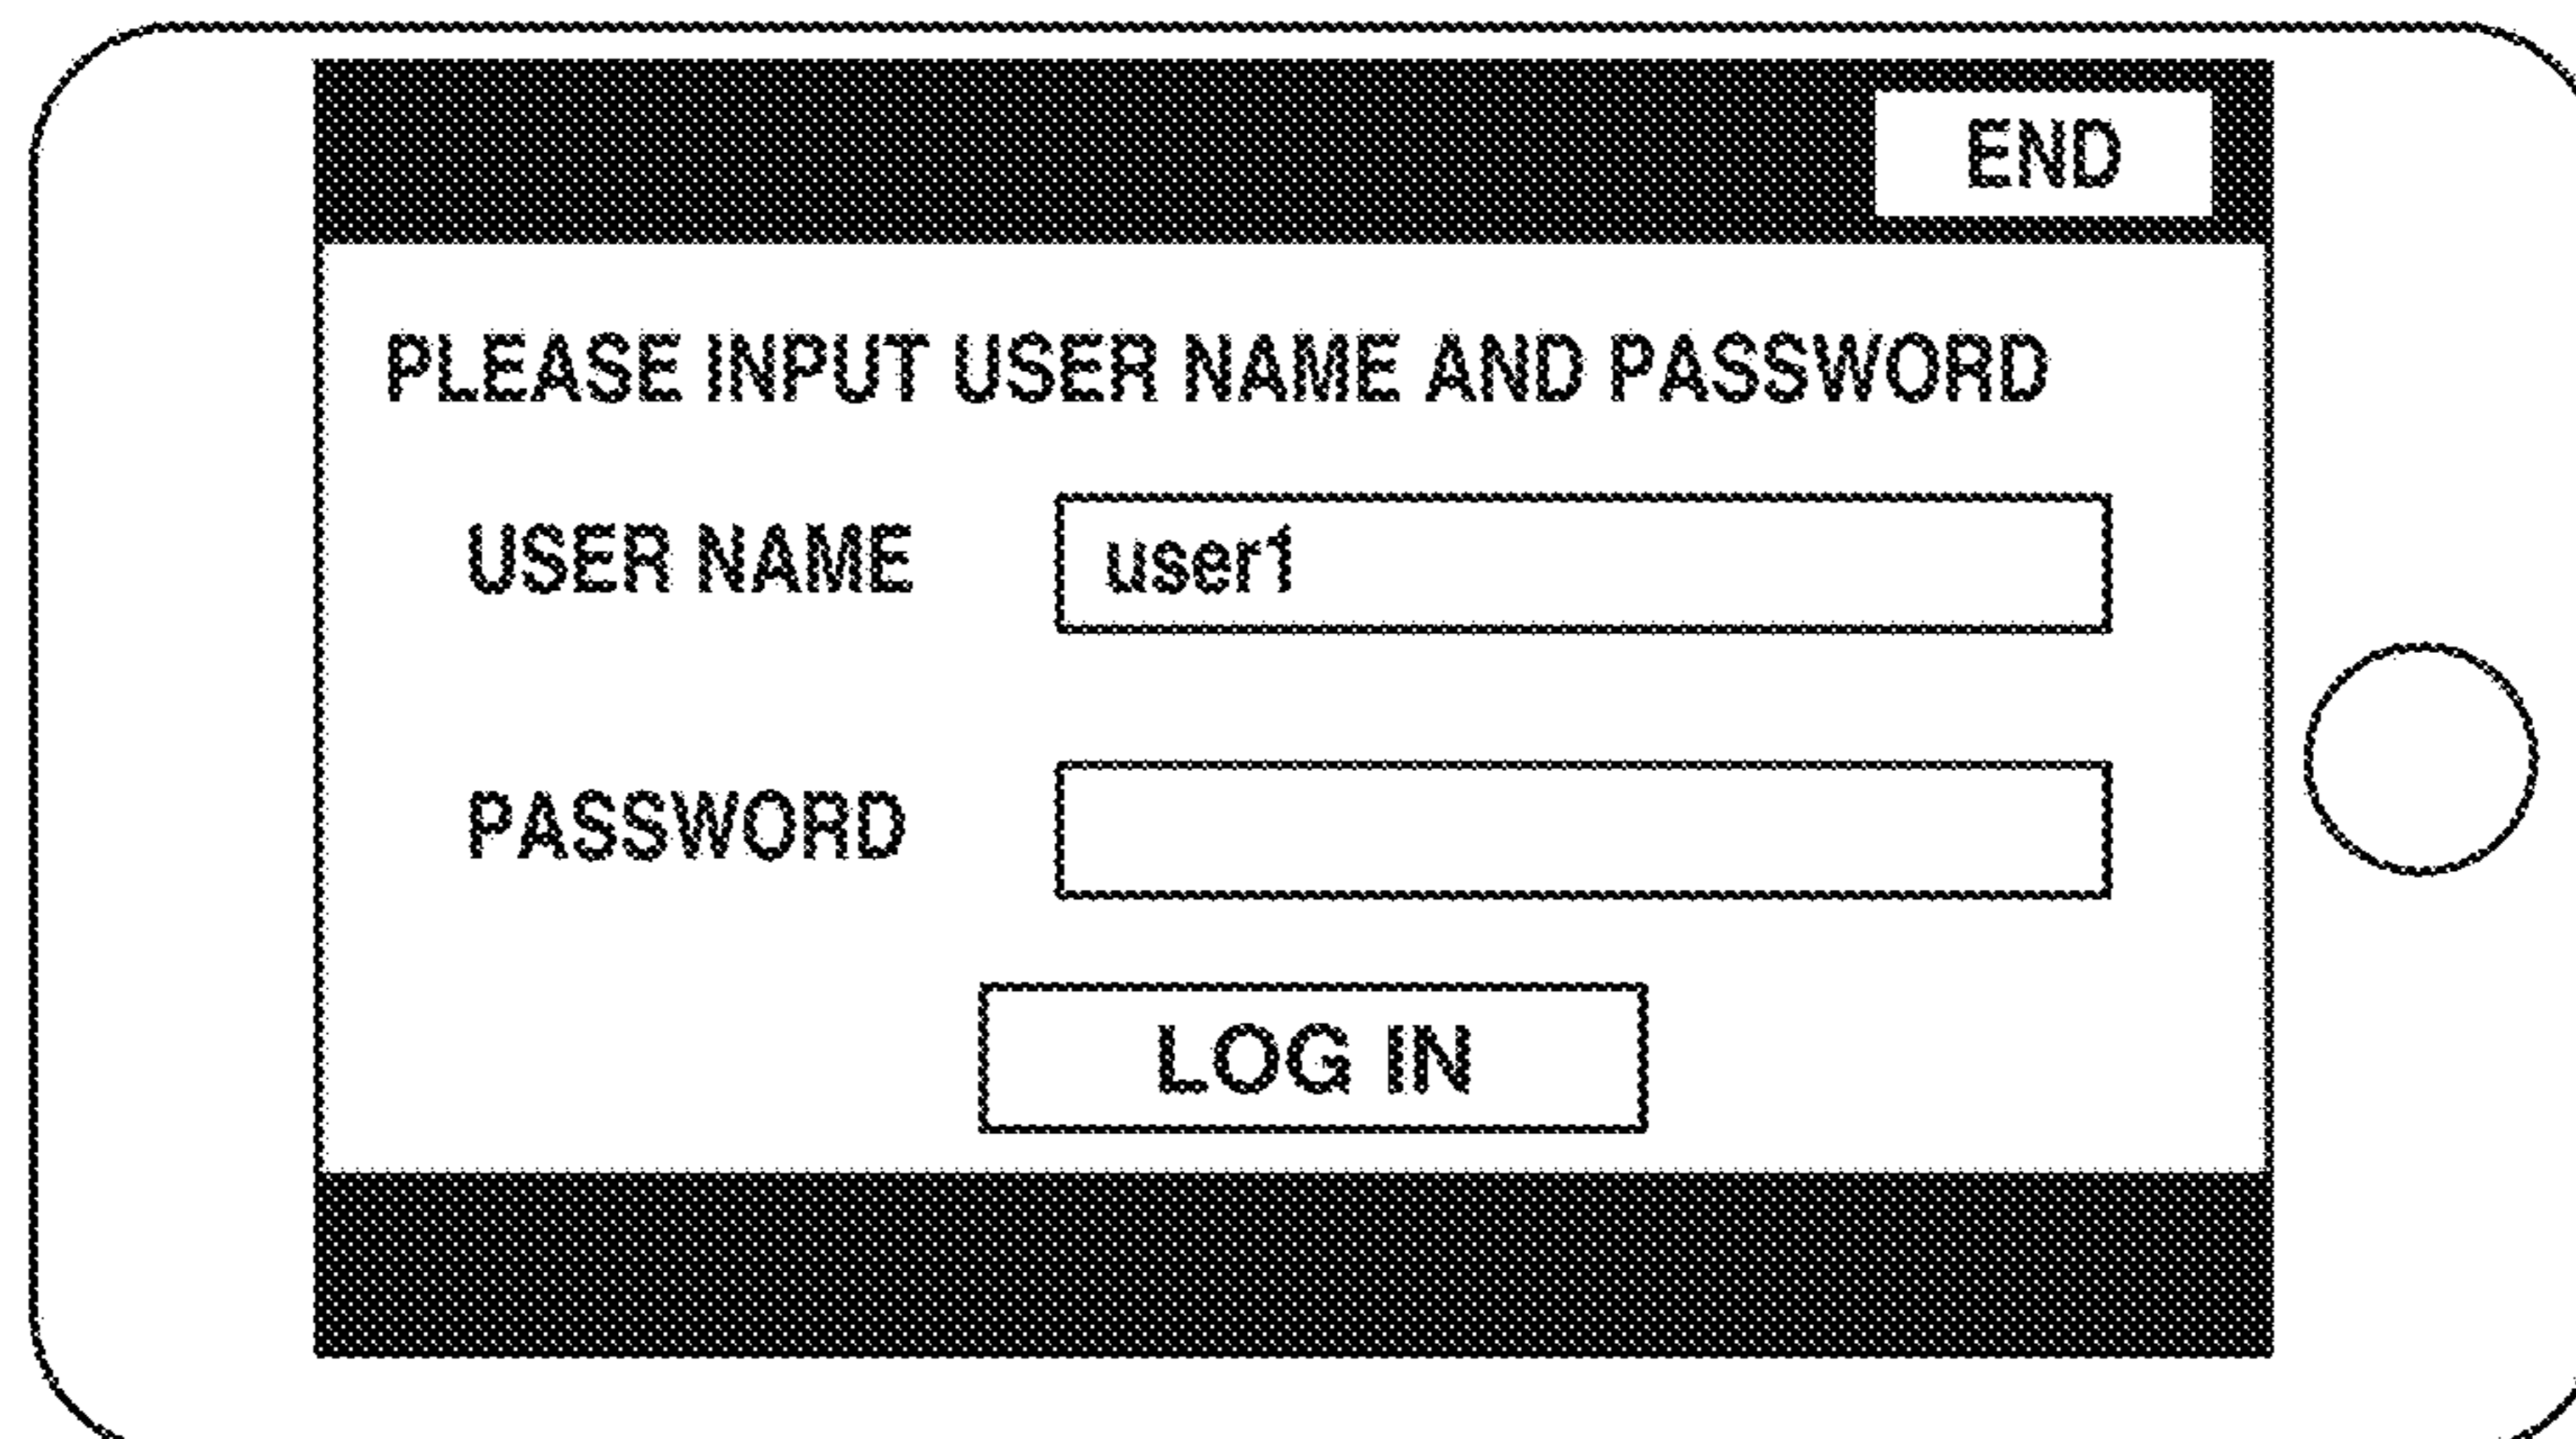 END
PLEASE INPUT USER NAME AND PASSWORD
USER NAME user1
PASSWORD
LOG IN